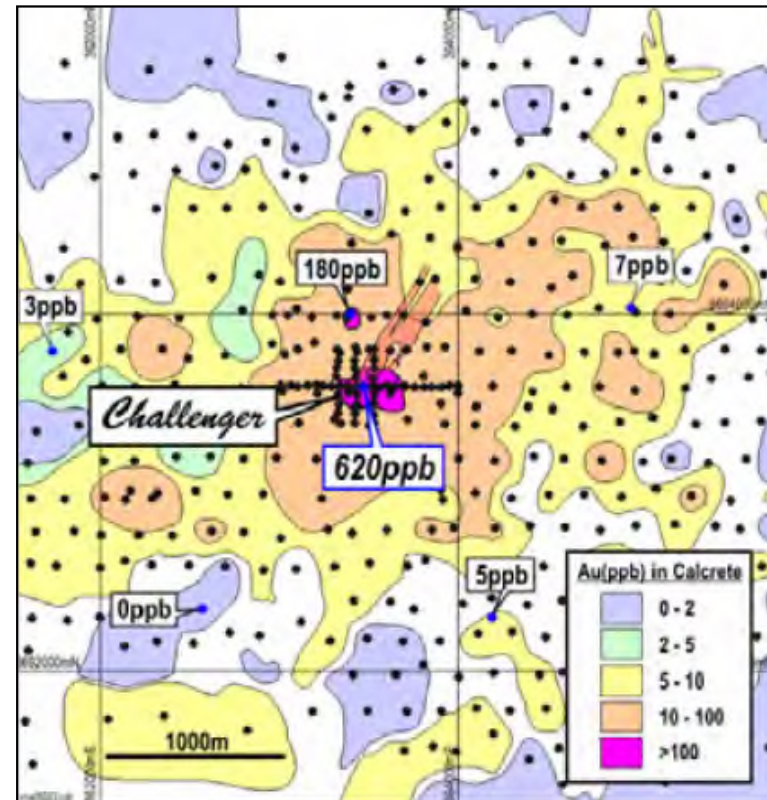 180ppb
7ppb
3ppb
Challenger
620ppb
5ppb
0ppb
1000m
Au(ppb) in Calcrete
0 - 2
2 - 5
5 - 10
10 - 100
>100